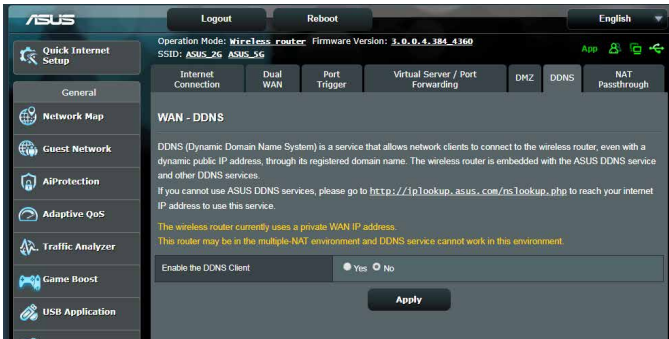 ASUS
Logout
Reboot
English
Quick Internet
Setup
Operation Mode: Wireless router Firmware Version: 3.0.0.4.384_4360
SSID: ASUS_2G ASUS_5G
App
Internet
Connection
Dual
WAN
Port
Trigger
Virtual Server / Port
Forwarding
DMZ
DDNS
NAT
Passthrough
General
Network Map
Guest Network
AiProtection
Adaptive QoS
Traffic Analyzer
Game Boost
USB Application
WAN - DDNS
DDNS (Dynamic Domain Name System) is a service that allows network clients to connect to the wireless router, even with a
dynamic public IP address, through its registered domain name. The wireless router is embedded with the ASUS DDNS service
and other DDNS services.
If you cannot use ASUS DDNS services, please go to http://iplookup.asus.com/nslookup.php to reach your internet
IP address to use this service.
The wireless router currently uses a private WAN IP
address.
This router may be in the multiple-NAT environment and DDNS service cannot work in this environment.
Enable the DDNS Client
Yes No
Apply